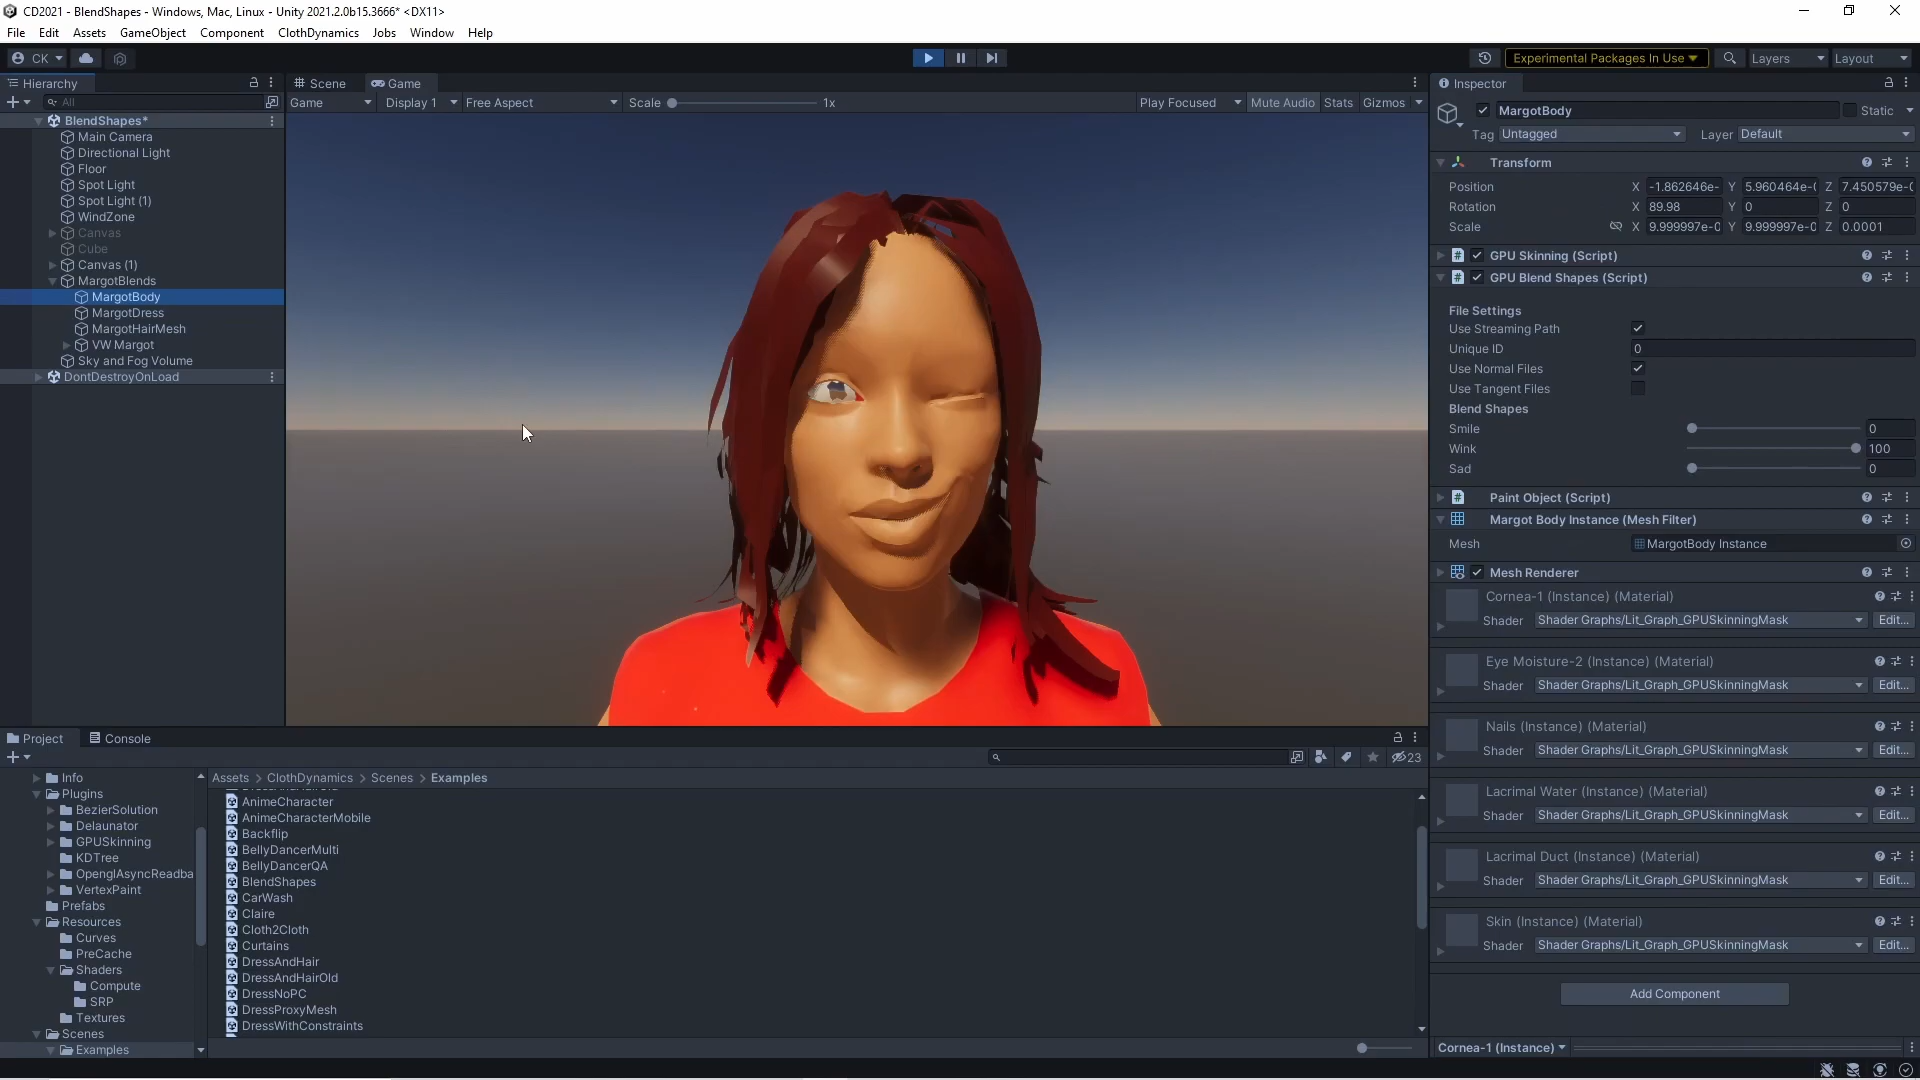 CD2021 - BlendShapes - Windows, Mac, Linux - Unity 2021.2.0b15.3666* <DX11>
File Edit Assets GameObject Component ClothDynamics Jobs Window Help
CK
Experimental Packages In Use
Layers
Layout
Hierarchy
All
BlendShapes*
Main Camera
Directional Light
Floor
Spot Light
Spot Light (1)
WindZone
Canvas
Cube
Canvas (1)
MargotBlends
MargotBody
MargotDress
MargotHairMesh
VW Margot
Sky and Fog Volume
DontDestroyOnLoad
Scene Game
Game Display 1 Free Aspect Scale 1x Play Focused Mute Audio Stats Gizmos
Inspector
MargotBody Static
Tag Untagged Layer Default
Transform
Position X -1.862646e- Y 5.960464e-( Z 7.450579e-(
Rotation X 89.98 Y 0 Z 0
Scale X 9.999997e-0 Y 9.999997e-0 Z 0.0001
GPU Skinning (Script)
GPU Blend Shapes (Script)
File Settings
Use Streaming Path
Unique ID 0
Use Normal Files
Use Tangent Files
Blend Shapes
Smile 0
Wink 100
Sad 0
Paint Object (Script)
Margot Body Instance (Mesh Filter)
Mesh MargotBody Instance
Mesh Renderer
Cornea-1 (Instance) (Material)
Shader Shader Graphs/Lit_Graph_GPUSkinningMask Edit...
Eye Moisture-2 (Instance) (Material)
Shader Shader Graphs/Lit_Graph_GPUSkinningMask Edit...
Nails (Instance) (Material)
Shader Shader Graphs/Lit_Graph_GPUSkinningMask Edit...
Lacrimal Water (Instance) (Material)
Shader Shader Graphs/Lit_Graph_GPUSkinningMask Edit...
Lacrimal Duct (Instance) (Material)
Shader Shader Graphs/Lit_Graph_GPUSkinningMask Edit...
Skin (Instance) (Material)
Shader Shader Graphs/Lit_Graph_GPUSkinningMask Edit...
Add Component
Cornea-1 (Instance)
Project Console
23
Info
Plugins
BezierSolution
Delaunator
GPUSkinning
KDTree
OpenglAsyncReadba
VertexPaint
Prefabs
Resources
Curves
PreCache
Shaders
Compute
SRP
Textures
Scenes
Examples
Assets > ClothDynamics > Scenes > Examples
AnimeCharacter
AnimeCharacterMobile
Backflip
BellyDancerMulti
BellyDancerQA
BlendShapes
CarWash
Claire
Cloth2Cloth
Curtains
DressAndHair
DressAndHairOld
DressNoPC
DressProxyMesh
DressWithConstraints